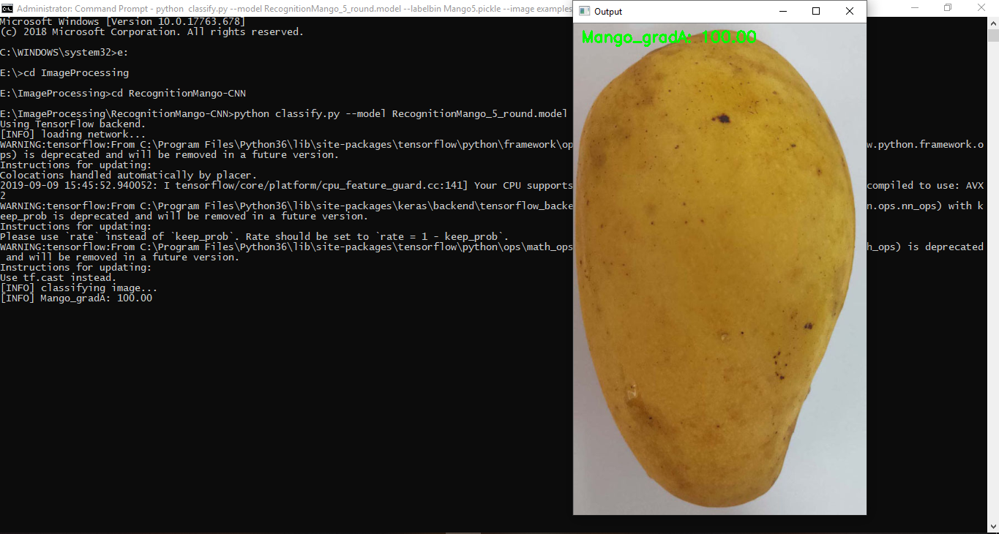 Administrator: Command Prompt - python  classify.py --model RecognitionMango_5_round.model --labelbin Mango5.pickle --image examples
Microsoft Windows [Version 10.0.17763.678]
(c) 2018 Microsoft Corporation. All rights reserved.
C:\WINDOWS\system32>e:
E:\>cd ImageProcessing
E:\ImageProcessing>cd RecognitionMango-CNN
E:\ImageProcessing\RecognitionMango-CNN>python classify.py --model RecognitionMango_5_round.model
Using TensorFlow backend.
[INFO] loading network...
WARNING:tensorflow:From C:\Program Files\Python36\lib\site-packages\tensorflow\python\framework\op w.python.framework.o
ps) is deprecated and will be removed in a future version.
Instructions for updating:
Colocations handled automatically by placer.
2019-09-09 15:45:52.940052: I tensorflow/core/platform/cpu_feature_guard.cc:141] Your CPU supports compiled to use: AVX
2
WARNING:tensorflow:From C:\Program Files\Python36\lib\site-packages\keras\backend\tensorflow_backe n.ops.nn_ops) with k
eep_prob is deprecated and will be removed in a future version.
Instructions for updating:
Please use `rate` instead of `keep_prob`. Rate should be set to `rate = 1 - keep_prob`.
WARNING:tensorflow:From C:\Program Files\Python36\lib\site-packages\tensorflow\python\ops\math_ops h_ops) is deprecated
and will be removed in a future version.
Instructions for updating:
Use tf.cast instead.
[INFO] classifying image...
[INFO] Mango_gradA: 100.00
Output
Mango_gradA: 100.00